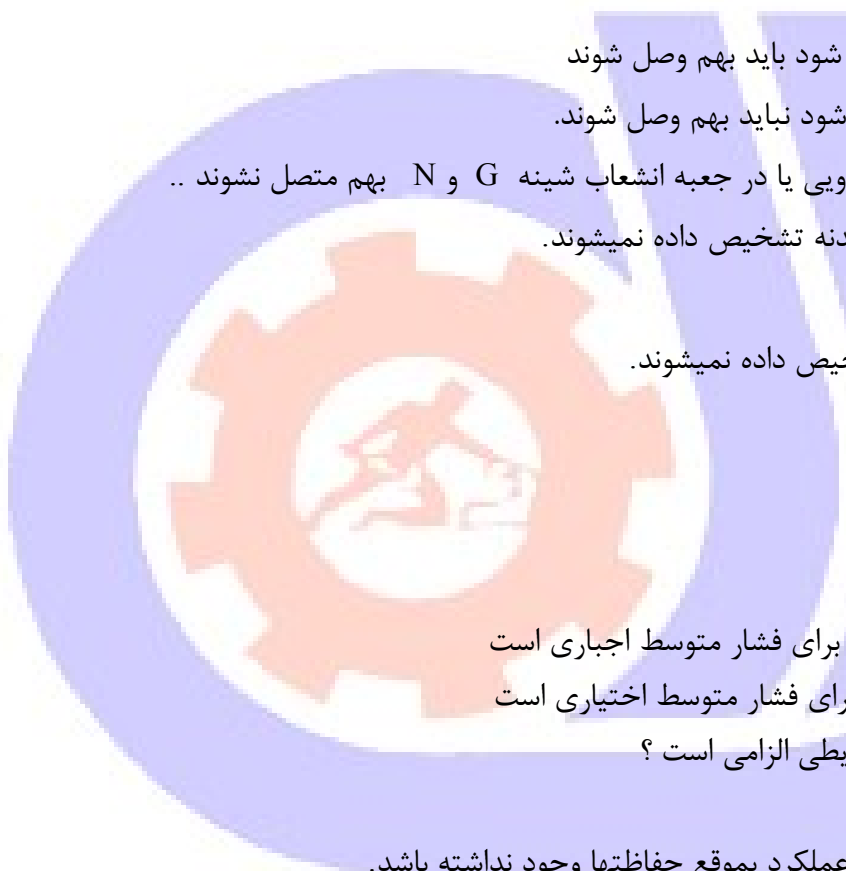 شود باید بهم وصل شوند
شود نباید بهم وصل شوند.
ویی یا در جعبه انشعاب شینه G و N بهم متصل نشوند ..
دنه تشخیص داده نمیشوند.
خیص داده نمیشوند.
برای فشار متوسط اجباری است
رای فشار متوسط اختیاری است
یطی الزامی است ؟
عملکرد بموقع حفاظتها وجود نداشته باشد.